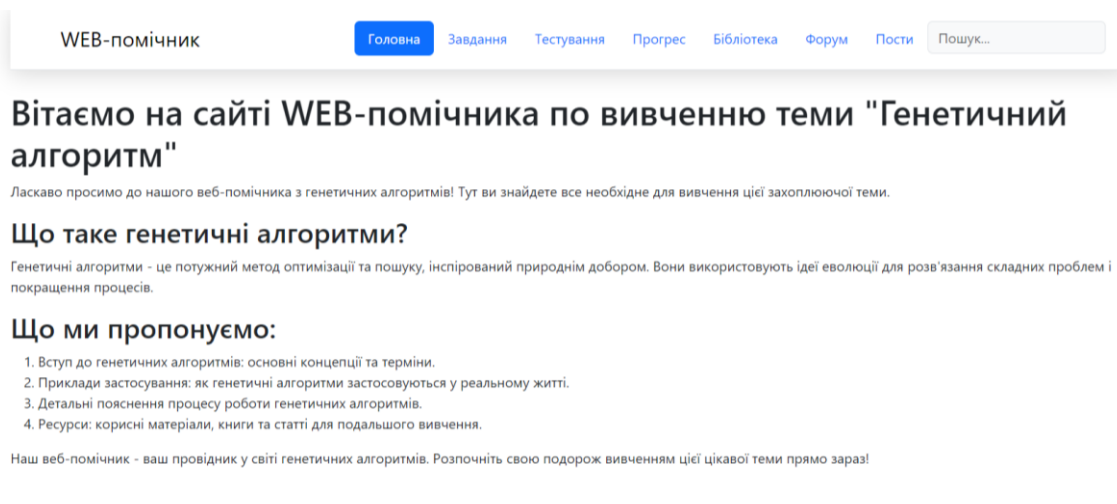 WEB-помічник
Головна Завдання Тестування Прогрес Бібліотека Форум Пости Пошук...
Вітаємо на сайті WEB-помічника по вивченню теми "Генетичний
алгоритм"
Ласкаво просимо до нашого веб-помічника з генетичних алгоритмів! Тут ви знайдете все необхідне для вивчення цієї захоплюючої теми.
Що таке генетичні алгоритми?
Генетичні алгоритми - це потужний метод оптимізації та пошуку, інспірований природнім добором. Вони використовують ідеї еволюції для розв'язання складних проблем і
покращення процесів.
Що ми пропонуємо:
1. Вступ до генетичних алгоритмів: основні концепції та терміни.
2. Приклади застосування: як генетичні алгоритми застосовуються у реальному житті.
3. Детальні пояснення процесу роботи генетичних алгоритмів.
4. Ресурси: корисні матеріали, книги та статті для подальшого вивчення.
Наш веб-помічник - ваш провідник у світі генетичних алгоритмів. Розпочніть свою подорож вивченням цієї цікавої теми прямо зараз!